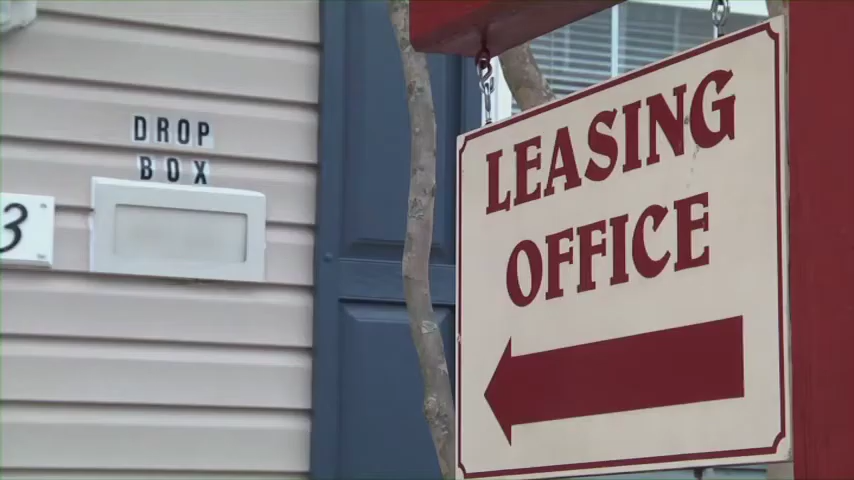 DROP
BOX
3
LEASING
OFFICE